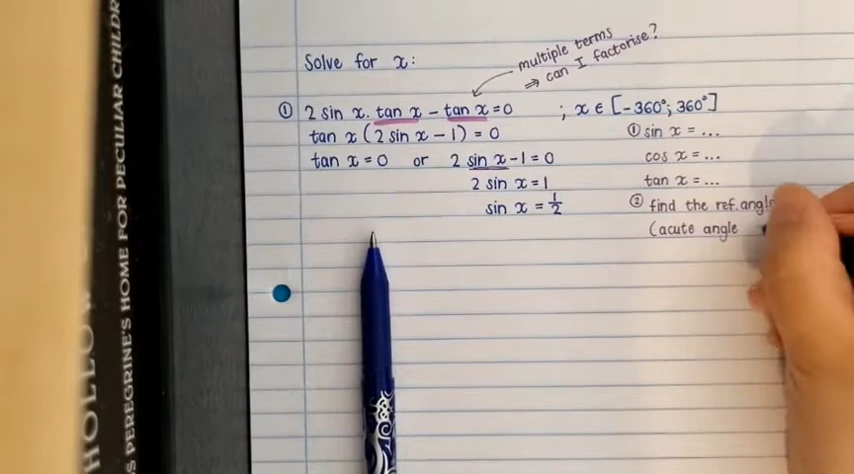 Solve for x:
multiple terms
⇒ can I factorise?
① 2 sin x. tan x - tan x = 0 ; x ∈ [-360°; 360°]
tan x (2 sin x - 1) = 0
tan x = 0 or 2 sin x - 1 = 0
2 sin x = 1
sin x = 1/2
① sin x = ...
cos x = ...
tan x = ...
② find the ref. angle
(acute angle
HOLLOW
S PEREGRINE'S HOME FOR PECULIAR CHILDR